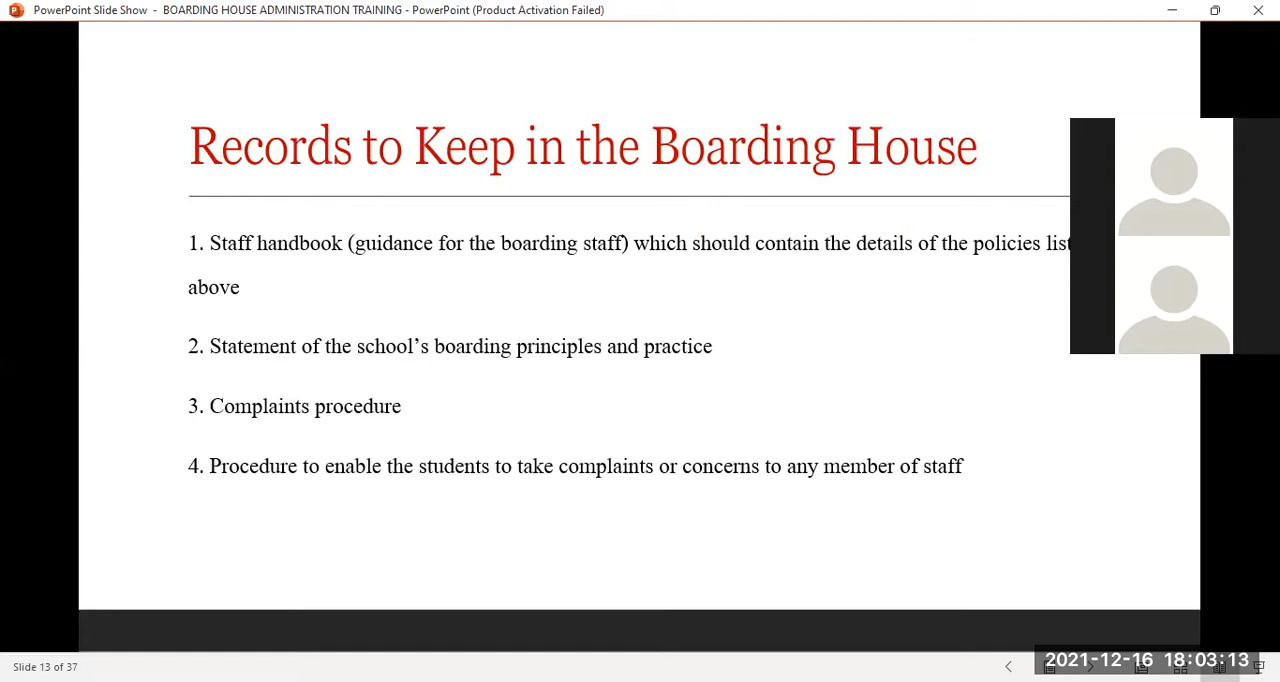 PowerPoint Slide Show - BOARDING HOUSE ADMINISTRATION TRAINING - PowerPoint (Product Activation Failed)
Records to Keep in the Boarding House
1. Staff handbook (guidance for the boarding staff) which should contain the details of the policies
above
2. Statement of the school’s boarding principles and practice
3. Complaints procedure
4. Procedure to enable the students to take complaints or concerns to any member of staff
Slide 13 of 37
2021-12-16 18:03:13